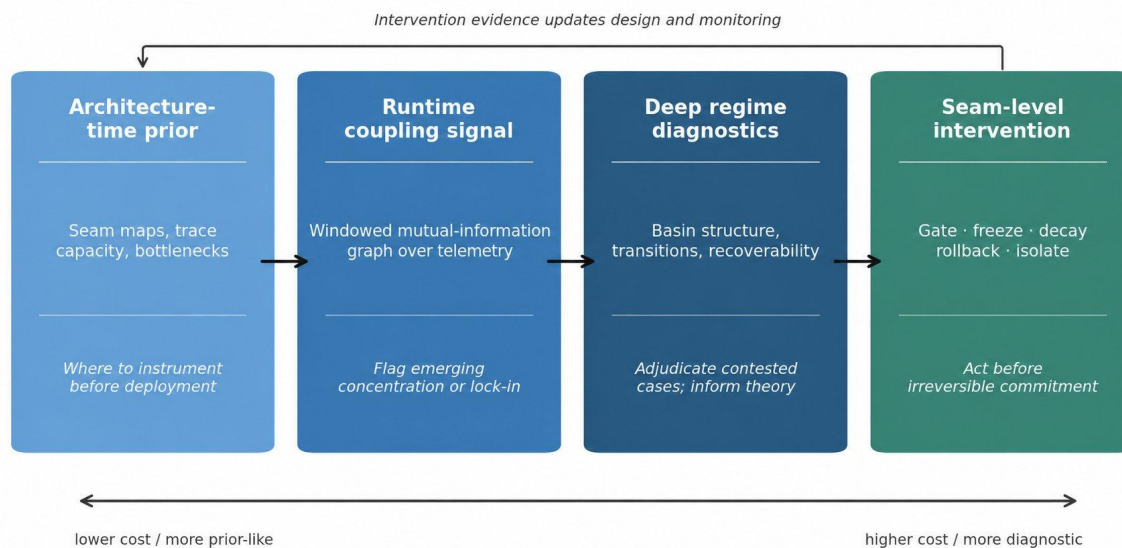 Intervention evidence updates design and monitoring
Architecture-
time prior
Seam maps, trace
capacity, bottlenecks
Where to instrument
before deployment
Runtime
coupling signal
Windowed mutual-information
graph over telemetry
Flag emerging
concentration or lock-in
Deep regime
diagnostics
Basin structure,
transitions, recoverability
Adjudicate contested
cases; inform theory
Seam-level
intervention
Gate · freeze · decay
rollback · isolate
Act before
irreversible commitment
lower cost / more prior-like
higher cost / more diagnostic